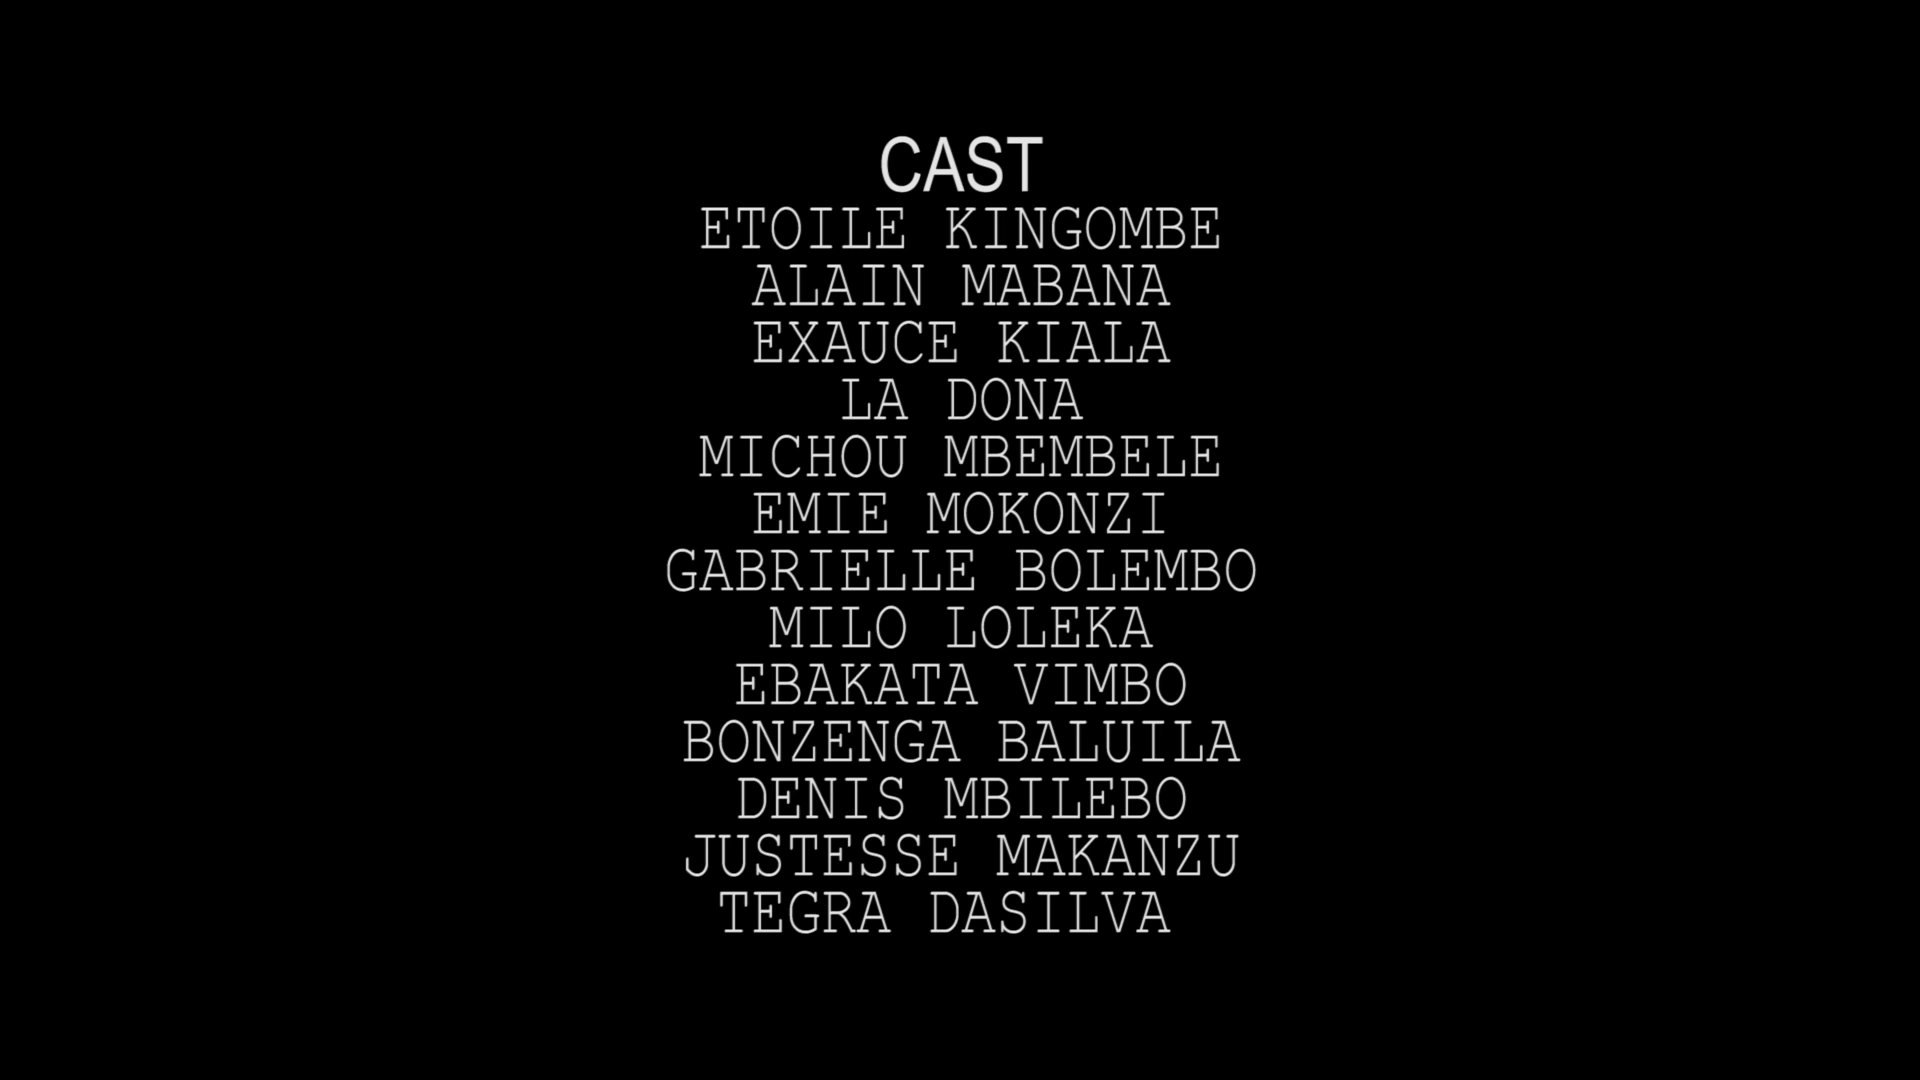 CAST
ETOILE KINGOMBE
ALAIN MABANA
EXAUCE KIALA
LA DONA
MICHOU MBEMBELE
EMIE MOKONZI
GABRIELLE BOLEMBO
MILO LOLEKA
EBAKATA VIMBO
BONZENGA BALUILA
DENIS MBILEBO
JUSTESSE MAKANZU
TEGRA DASILVA